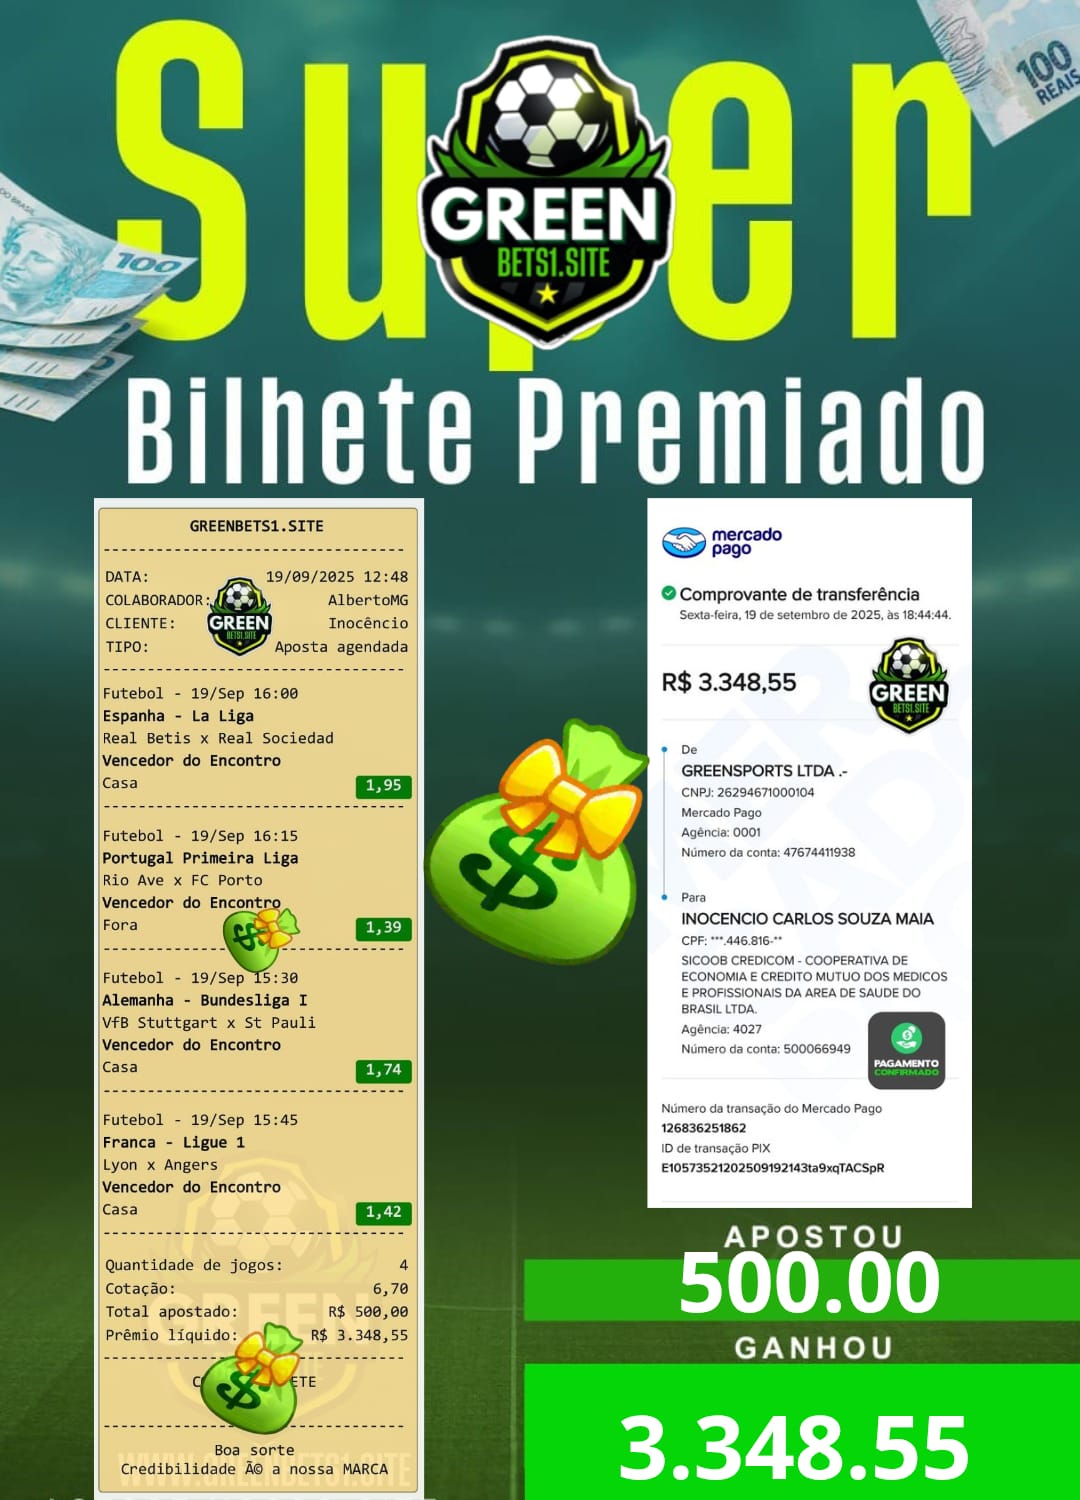 Super
GREEN
BETS1.SITE
100
REAIS
100
Bilhete Premiado
GREENBETS1.SITE
DATA: 19/09/2025 12:48
COLABORADOR: AlbertoMG
CLIENTE: Inocêncio
TIPO: Aposta agendada
GREEN
BETS1.SITE
Futebol - 19/Sep 16:00
Espanha - La Liga
Real Betis x Real Sociedad
Vencedor do Encontro
Casa 1,95
Futebol - 19/Sep 16:15
Portugal Primeira Liga
Rio Ave x FC Porto
Vencedor do Encontro
Fora 1,39
Futebol - 19/Sep 15:30
Alemanha - Bundesliga I
VfB Stuttgart x St Pauli
Vencedor do Encontro
Casa 1,74
Futebol - 19/Sep 15:45
Franca - Ligue 1
Lyon x Angers
Vencedor do Encontro
Casa 1,42
Quantidade de jogos: 4
Cotação: 6,70
Total apostado: R$ 500,00
Prêmio líquido: R$ 3.348,55
Boa sorte
Credibilidade Ã© a nossa MARCA
WWW.GREENBETS1.SITE
mercado
pago
Comprovante de transferência
Sexta-feira, 19 de setembro de 2025, às 18:44:44.
R$ 3.348,55
GREEN
BETS1.SITE
De
GREENSPORTS LTDA .-
CNPJ: 26294671000104
Mercado Pago
Agência: 0001
Número da conta: 47674411938
Para
INOCENCIO CARLOS SOUZA MAIA
CPF: ***.446.816-**
SICOOB CREDICOM - COOPERATIVA DE
ECONOMIA E CREDITO MUTUO DOS MEDICOS
E PROFISSIONAIS DA AREA DE SAUDE DO
BRASIL LTDA.
Agência: 4027
Número da conta: 500066949
PAGAMENTO
CONFIRMADO
Número da transação do Mercado Pago
126836251862
ID de transação PIX
E10573521202509192143ta9xqTACSpR
APOSTOU
500.00
GANHOU
3.348.55